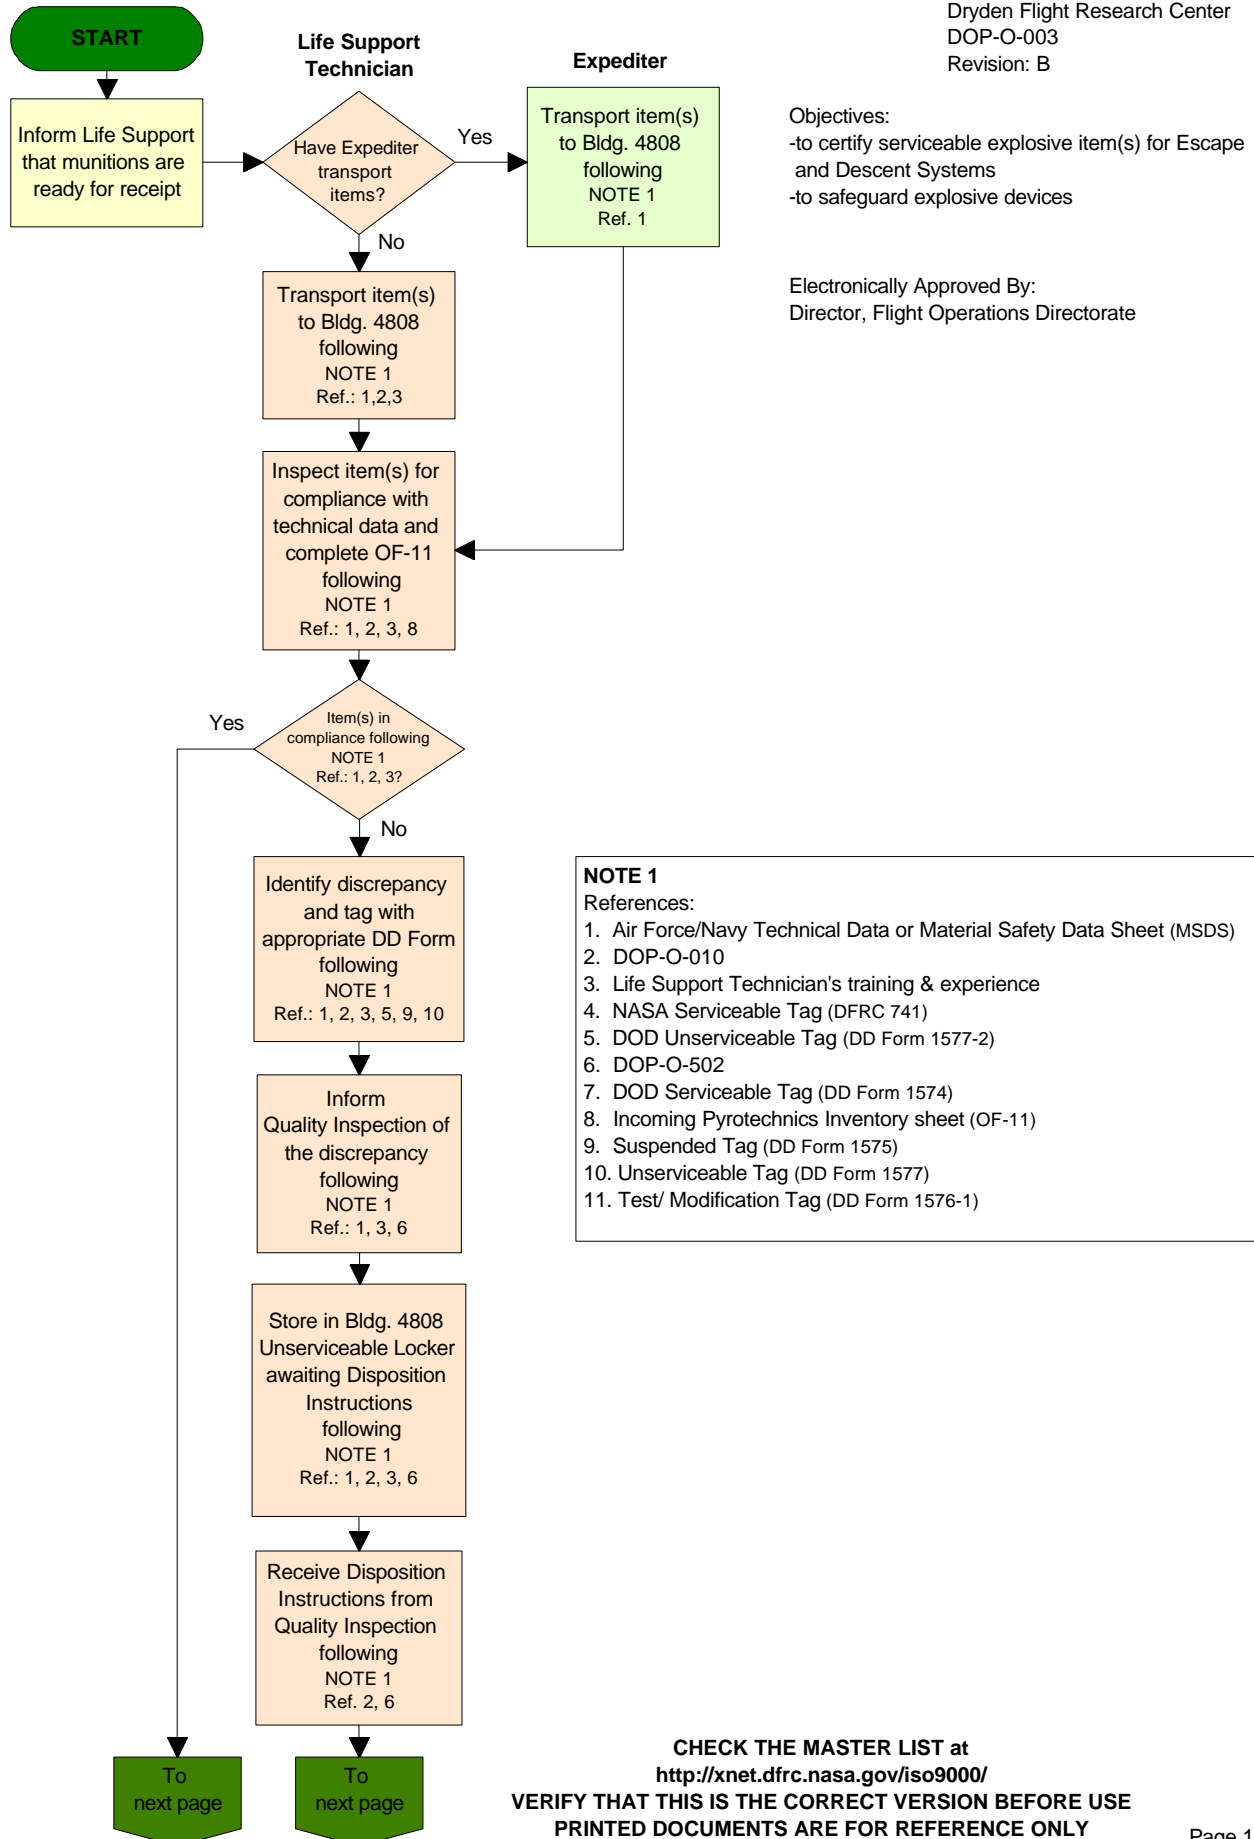 Dryden Flight Research Center
DOP-O-003
Revision: B
START
Life Support
Technician
Expediter
Objectives:
-to certify serviceable explosive item(s) for Escape
and Descent Systems
-to safeguard explosive devices
Electronically Approved By:
Director, Flight Operations Directorate
Inform Life Support
that munitions are
ready for receipt
Have Expediter
transport
items?
Yes
Transport item(s)
to Bldg. 4808
following
NOTE 1
Ref. 1
No
Transport item(s)
to Bldg. 4808
following
NOTE 1
Ref.: 1,2,3
Inspect item(s) for
compliance with
technical data and
complete OF-11
following
NOTE 1
Ref.: 1, 2, 3, 8
Yes
Item(s) in
compliance following
NOTE 1
Ref.: 1, 2, 3?
No
Identify discrepancy
and tag with
appropriate DD Form
following
NOTE 1
Ref.: 1, 2, 3, 5, 9, 10
NOTE 1
References:
1. Air Force/Navy Technical Data or Material Safety Data Sheet (MSDS)
2. DOP-O-010
3. Life Support Technician's training & experience
4. NASA Serviceable Tag (DFRC 741)
5. DOD Unserviceable Tag (DD Form 1577-2)
6. DOP-O-502
7. DOD Serviceable Tag (DD Form 1574)
8. Incoming Pyrotechnics Inventory sheet (OF-11)
9. Suspended Tag (DD Form 1575)
10. Unserviceable Tag (DD Form 1577)
11. Test/ Modification Tag (DD Form 1576-1)
Inform
Quality Inspection of
the discrepancy
following
NOTE 1
Ref.: 1, 3, 6
Store in Bldg. 4808
Unserviceable Locker
awaiting Disposition
Instructions
following
NOTE 1
Ref.: 1, 2, 3, 6
Receive Disposition
Instructions from
Quality Inspection
following
NOTE 1
Ref. 2, 6
To
next page
To
next page
CHECK THE MASTER LIST at
http://xnet.dfrc.nasa.gov/iso9000/
VERIFY THAT THIS IS THE CORRECT VERSION BEFORE USE
PRINTED DOCUMENTS ARE FOR REFERENCE ONLY
Page 1